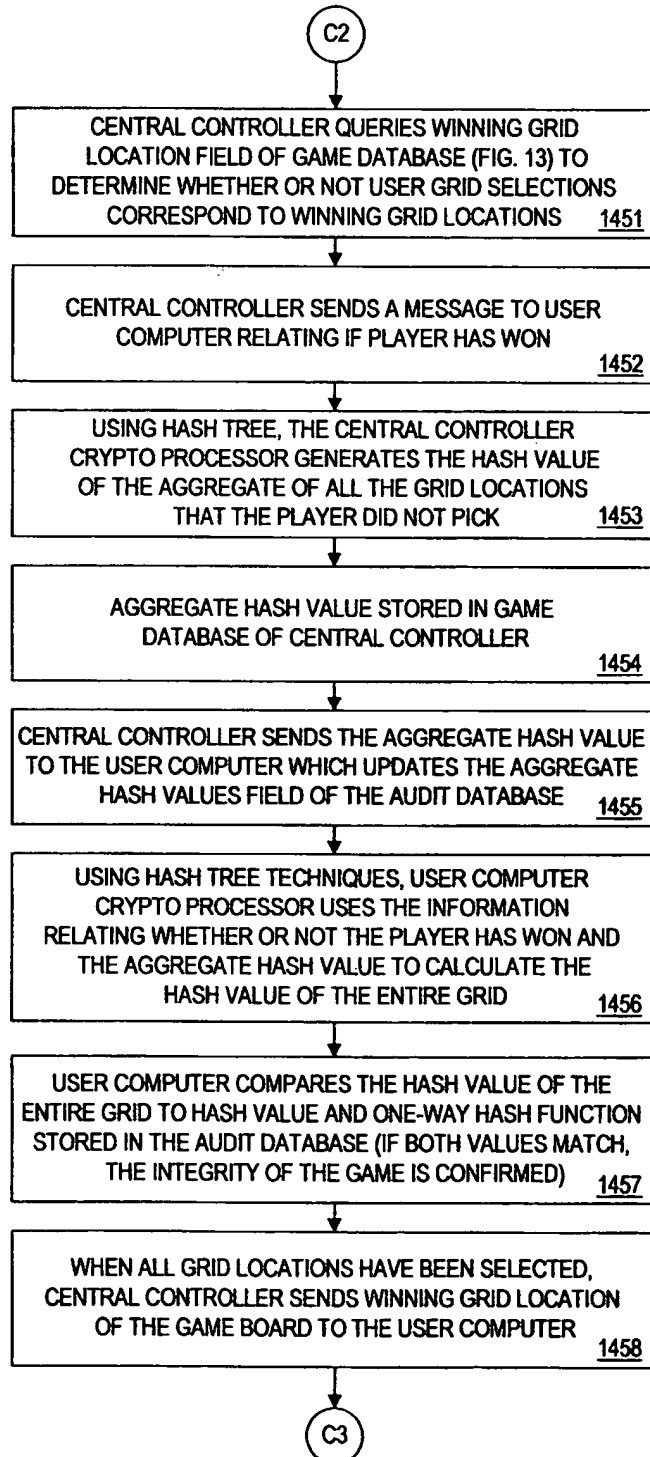 C2
CENTRAL CONTROLLER QUERIES WINNING GRID
LOCATION FIELD OF GAME DATABASE (FIG. 13) TO
DETERMINE WHETHER OR NOT USER GRID SELECTIONS
CORRESPOND TO WINNING GRID LOCATIONS 1451
CENTRAL CONTROLLER SENDS A MESSAGE TO USER
COMPUTER RELATING IF PLAYER HAS WON
1452
USING HASH TREE, THE CENTRAL CONTROLLER
CRYPTO PROCESSOR GENERATES THE HASH VALUE
OF THE AGGREGATE OF ALL THE GRID LOCATIONS
THAT THE PLAYER DID NOT PICK 1453
AGGREGATE HASH VALUE STORED IN GAME
DATABASE OF CENTRAL CONTROLLER
1454
CENTRAL CONTROLLER SENDS THE AGGREGATE HASH VALUE
TO THE USER COMPUTER WHICH UPDATES THE AGGREGATE
HASH VALUES FIELD OF THE AUDIT DATABASE 1455
USING HASH TREE TECHNIQUES, USER COMPUTER
CRYPTO PROCESSOR USES THE INFORMATION
RELATING WHETHER OR NOT THE PLAYER HAS WON AND
THE AGGREGATE HASH VALUE TO CALCULATE THE
HASH VALUE OF THE ENTIRE GRID 1456
USER COMPUTER COMPARES THE HASH VALUE OF THE
ENTIRE GRID TO HASH VALUE AND ONE-WAY HASH FUNCTION
STORED IN THE AUDIT DATABASE (IF BOTH VALUES MATCH,
THE INTEGRITY OF THE GAME IS CONFIRMED) 1457
WHEN ALL GRID LOCATIONS HAVE BEEN SELECTED,
CENTRAL CONTROLLER SENDS WINNING GRID LOCATION
OF THE GAME BOARD TO THE USER COMPUTER 1458
C3